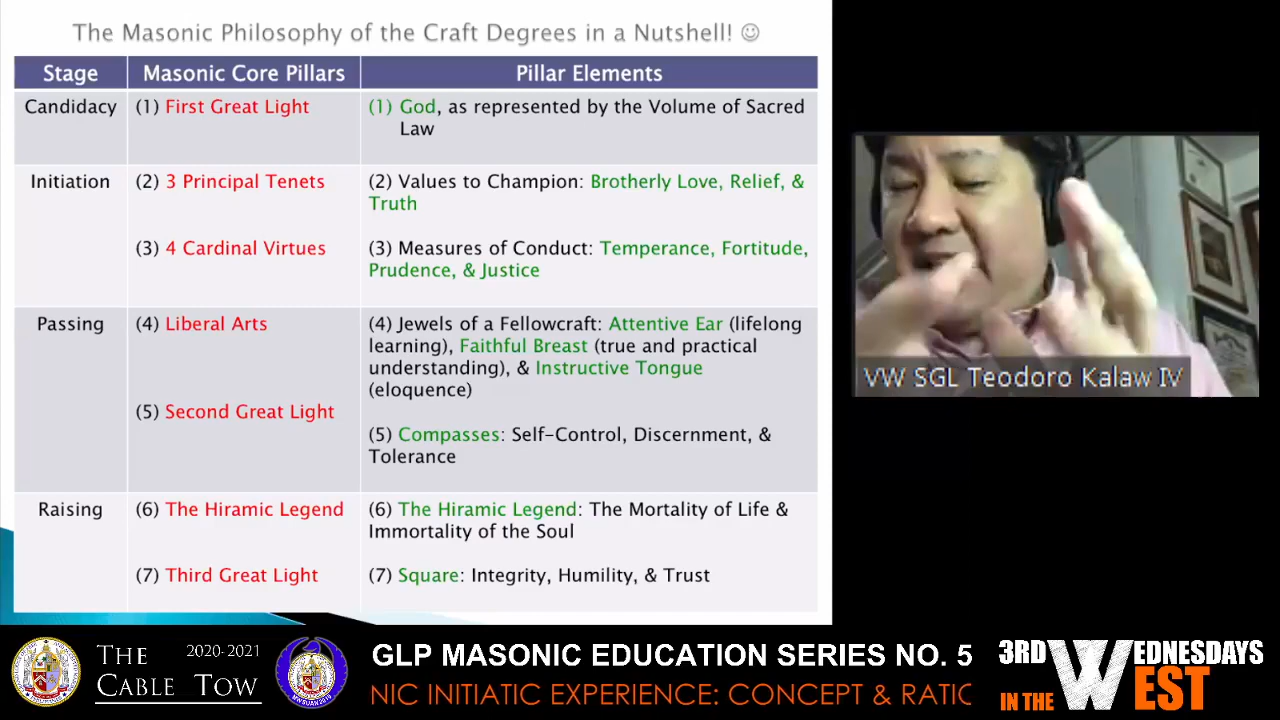 The Masonic Philosophy of the Craft Degrees in a Nutshell! ☺
Stage Masonic Core Pillars Pillar Elements
Candidacy (1) First Great Light (1) God, as represented by the Volume of Sacred
Law
Initiation (2) 3 Principal Tenets (2) Values to Champion: Brotherly Love, Relief, &
Truth
(3) 4 Cardinal Virtues (3) Measures of Conduct: Temperance, Fortitude,
Prudence, & Justice
Passing (4) Liberal Arts (4) Jewels of a Fellowcraft: Attentive Ear (lifelong
learning), Faithful Breast (true and practical
understanding), & Instructive Tongue
(eloquence)
(5) Second Great Light
(5) Compasses: Self-Control, Discernment, &
Tolerance
Raising (6) The Hiramic Legend (6) The Hiramic Legend: The Mortality of Life &
Immortality of the Soul
(7) Third Great Light (7) Square: Integrity, Humility, & Trust
VW SGL Teodoro Kalaw IV
THE 2020-2021
CABLE TOW
GLP MASONIC EDUCATION SERIES NO. 5
NIC INITIATIC EXPERIENCE: CONCEPT & RATIC
3RD WEDNESDAYS
IN THE WEST